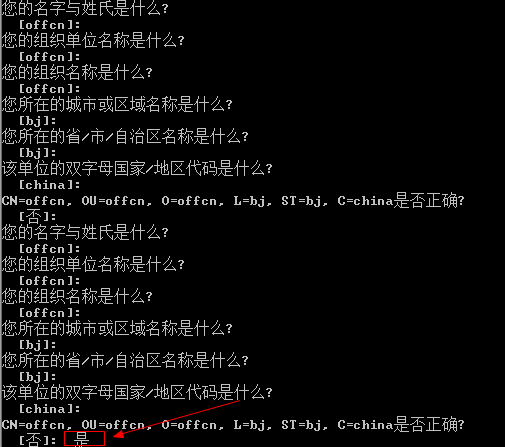 您的名字与姓氏是什么?
[offcn]:
您的组织单位名称是什么?
[offcn]:
您的组织名称是什么?
[offcn]:
您所在的城市或区域名称是什么?
[bj]:
您所在的省/市/自治区名称是什么?
[bj]:
该单位的双字母国家/地区代码是什么?
[china]:
CN=offcn, OU=offcn, O=offcn, L=bj, ST=bj, C=china是否正确?
[否]:
您的名字与姓氏是什么?
[offcn]:
您的组织单位名称是什么?
[offcn]:
您的组织名称是什么?
[offcn]:
您所在的城市或区域名称是什么?
[bj]:
您所在的省/市/自治区名称是什么?
[bj]:
该单位的双字母国家/地区代码是什么?
[china]:
CN=offcn, OU=offcn, O=offcn, L=bj, ST=bj, C=china是否正确?
[否]: 是